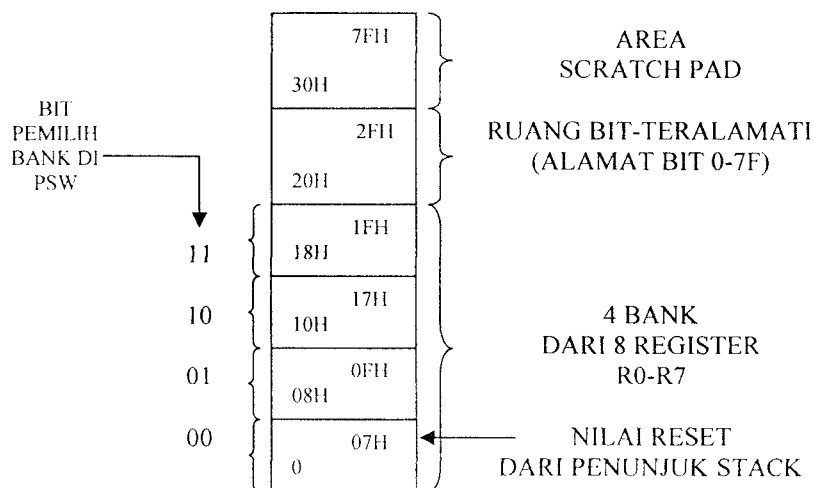 7FH
30H
AREA
SCRATCH PAD
BIT
PEMILIH
BANK DI
PSW
2FH
20H
RUANG BIT-TERALAMATI
(ALAMAT BIT 0-7F)
11
1FH
18H
10
17H
10H
4 BANK
DARI 8 REGISTER
R0-R7
01
0FH
08H
00
07H
0
NILAI RESET
DARI PENUNJUK STACK